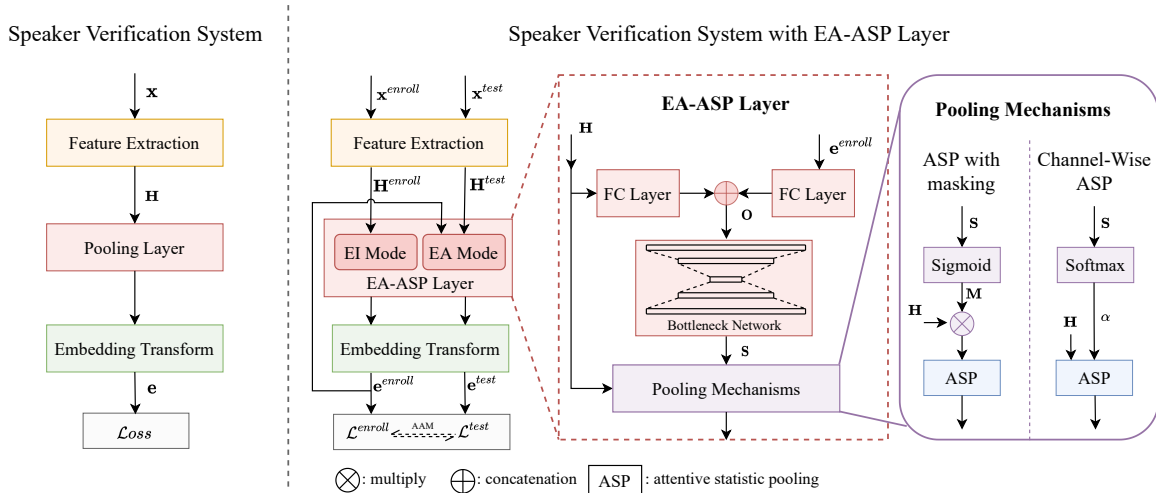 Speaker Verification System
x
Feature Extraction
H
Pooling Layer
Embedding Transform
e
ℒoss
Speaker Verification System with EA-ASP Layer
x^{enroll}
x^{test}
Feature Extraction
H^{enroll}
H^{test}
EI Mode
EA Mode
EA-ASP Layer
Embedding Transform
e^{enroll}
e^{test}
ℒ^{enroll}
AAM
ℒ^{test}
EA-ASP Layer
H
e^{enroll}
FC Layer
FC Layer
O
Bottleneck Network
S
Pooling Mechanisms
Pooling Mechanisms
ASP with
masking
S
Sigmoid
M
H
ASP
Channel-Wise
ASP
S
Softmax
α
H
ASP
: multiply
: concatenation
ASP : attentive statistic pooling